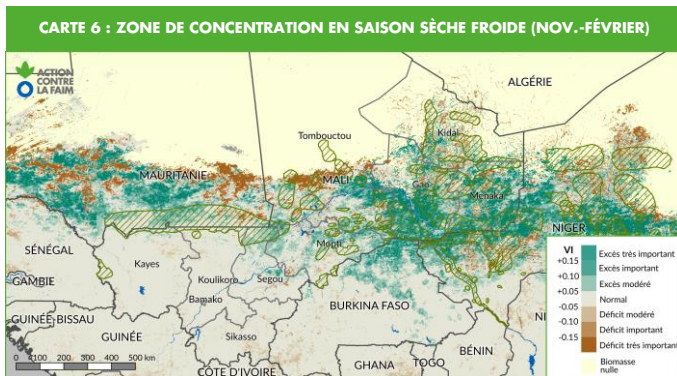 CARTE 6 : ZONE DE CONCENTRATION EN SAISON SÈCHE FROIDE (NOV.-FÉVRIER)
ACTION
CONTRE
LA FAIM
ALGÉRIE
Tombouctou
Kidal
MAURITANIE
MALI
Gao
Menaka
NIGER
Mopti
SÉNÉGAL
Kayes
Koulikoro
Segou
GAMBIE
Bamako
BURKINA FASO
GUINÉE-BISSAU
GUINÉE
Sikasso
BÉNIN
CÔTE D'IVOIRE
GHANA
TOGO
NI
0 100 200 300 400 500 km
VI
+0.15
+0.10
+0.05
-0.05
-0.10
-0.15
Excès très important
Excès important
Excès modéré
Normal
Déficit modéré
Déficit important
Déficit très important
Biomasse
nulle